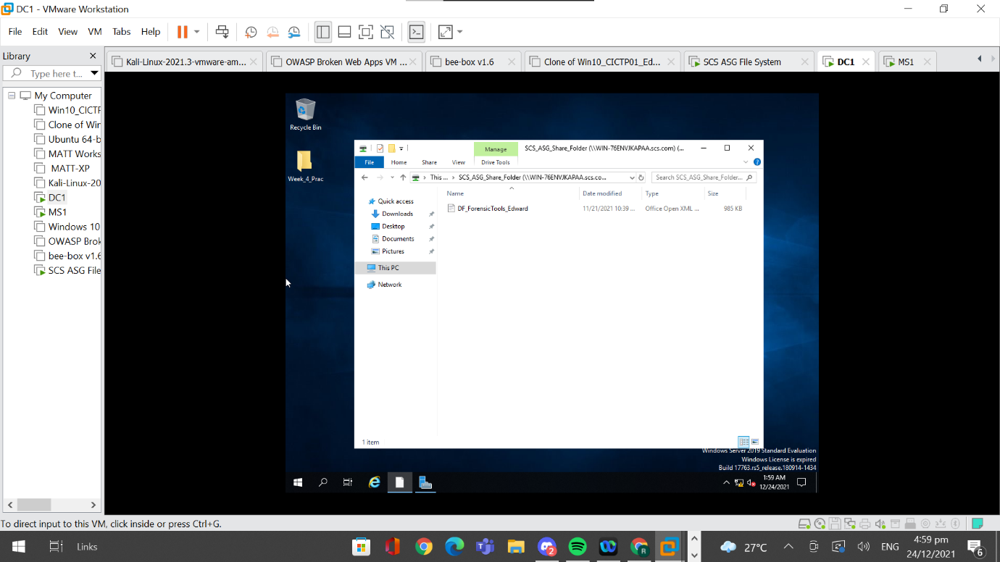 DC1 - VMware Workstation
File Edit View VM Tabs Help
Library
Type here t...
Kali-Linux-2021.3-vmware-am... OWASP Broken Web Apps VM ... bee-box v1.6 Clone of Win10_CICTP01_Ed... SCS ASG File System DC1 MS1
My Computer
Win10_CICTF
Clone of Wir
Ubuntu 64-b
MATT Works
MATT-XP
Kali-Linux-20
DC1
MS1
Windows 10
OWASP Brok
bee-box v1.6
SCS ASG File
Recycle Bin
Week_4_Prac
Manage SCS_ASG_Share_Folder (\\WIN-76ENVJKAPAA.scs.com) (...
File Home Share View Drive Tools
This ... SCS_ASG_Share_Folder (\\WIN-76ENVJKAPAA.scs.co... Search SCS_ASG_Share_Folder...
Name Date modified Type Size
DF_ForensicTools_Edward 11/21/2021 10:39 ... Office Open XML ... 985 KB
Quick access
Downloads
Desktop
Documents
Pictures
This PC
Network
1 item
Windows Server 2019 Standard Evaluation
Windows License is expired
Build 17763.rs5_release.180914-1434
1:59 AM
12/24/2021
To direct input to this VM, click inside or press Ctrl+G.
Links
2
27°C
ENG
4:59 pm
24/12/2021
6